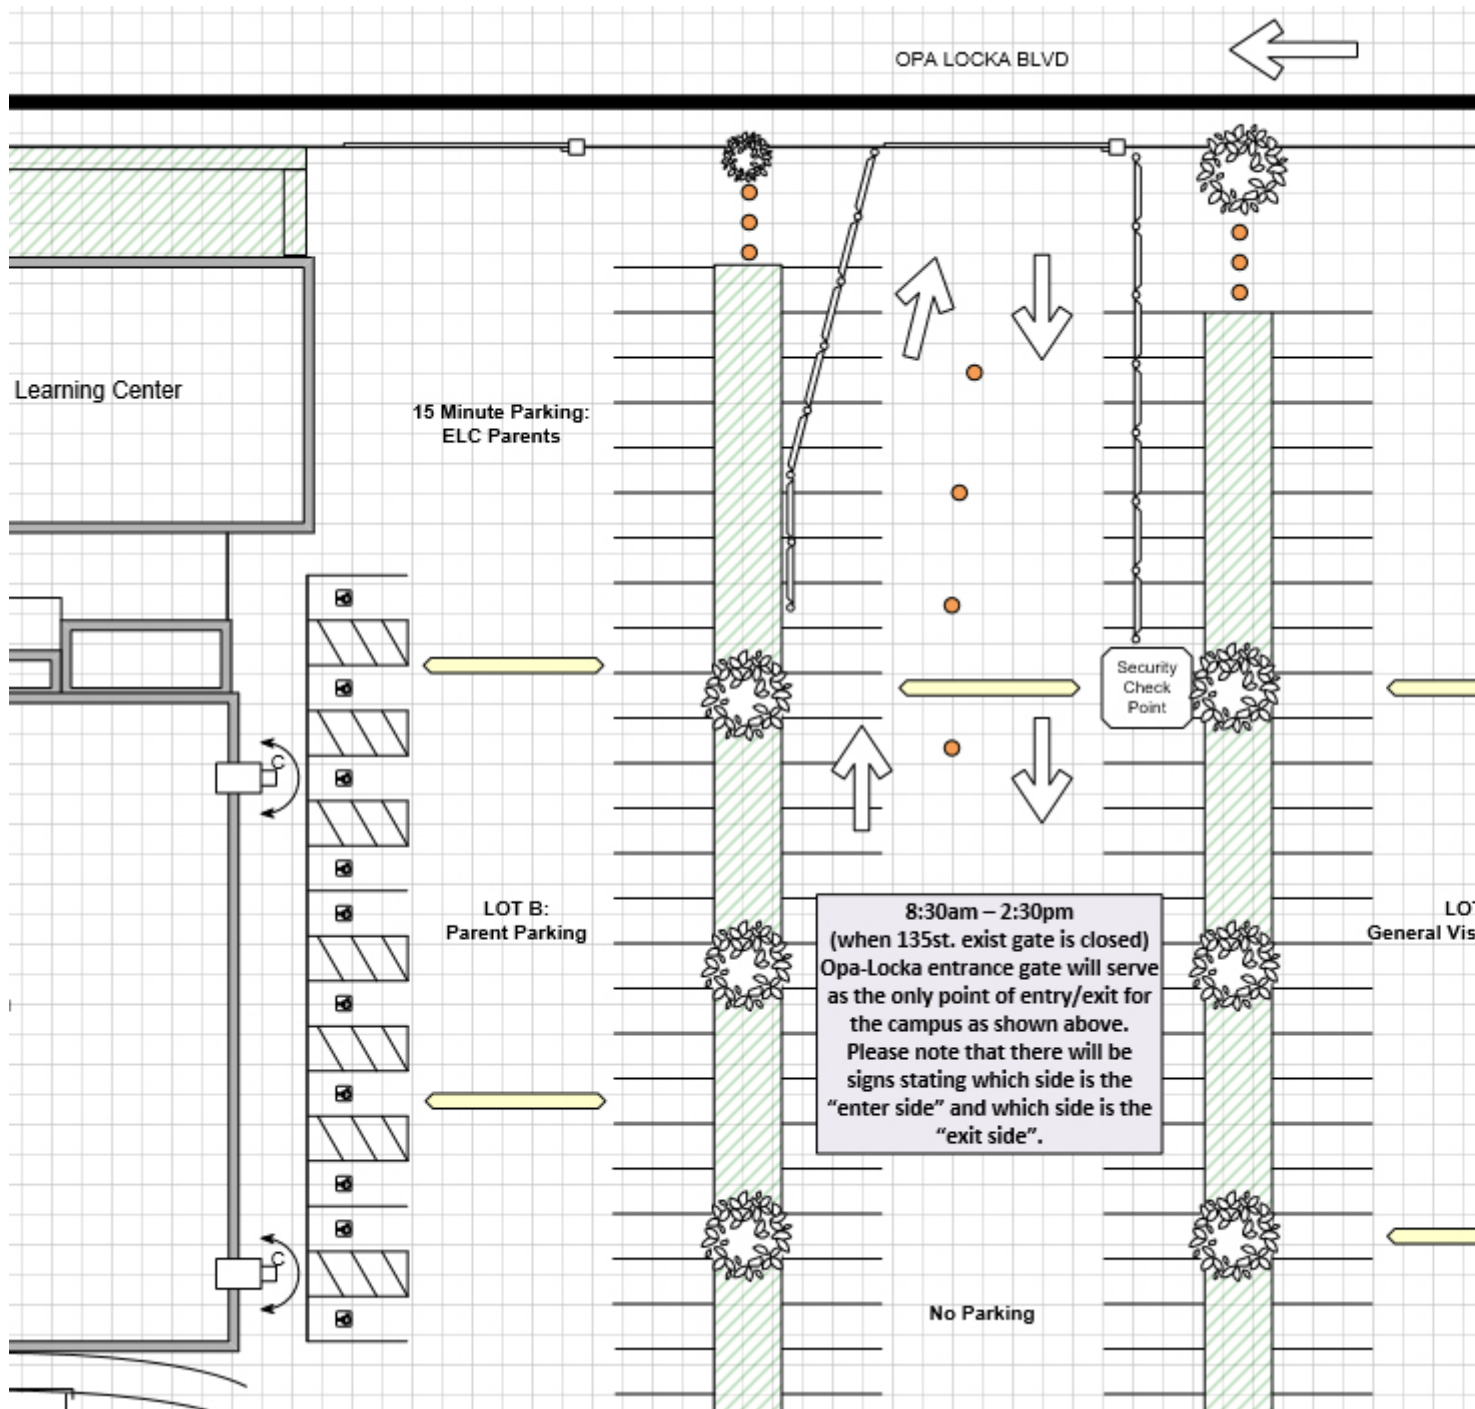 OPA LOCKA BLVD
Learning Center
15 Minute Parking:
ELC Parents
Security
Check
Point
C
LOT B:
Parent Parking
8:30am – 2:30pm
(when 135st. exist gate is closed)
Opa-Locka entrance gate will serve
as the only point of entry/exit for
the campus as shown above.
Please note that there will be
signs stating which side is the
“enter side” and which side is the
“exit side”.
LOT
General Vis
C
No Parking